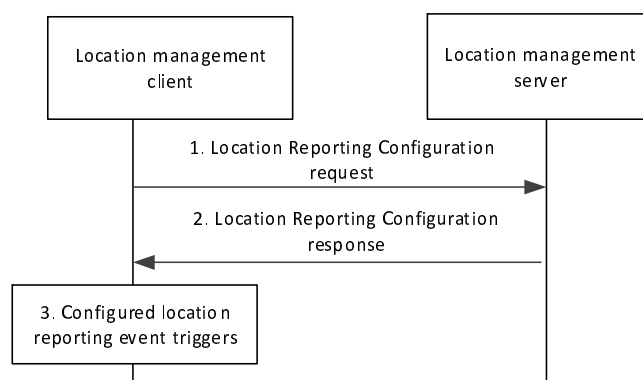 Location management
client
Location management
server
1. Location Reporting Configuration
request
2. Location Reporting Configuration
response
3. Configured location
reporting event triggers